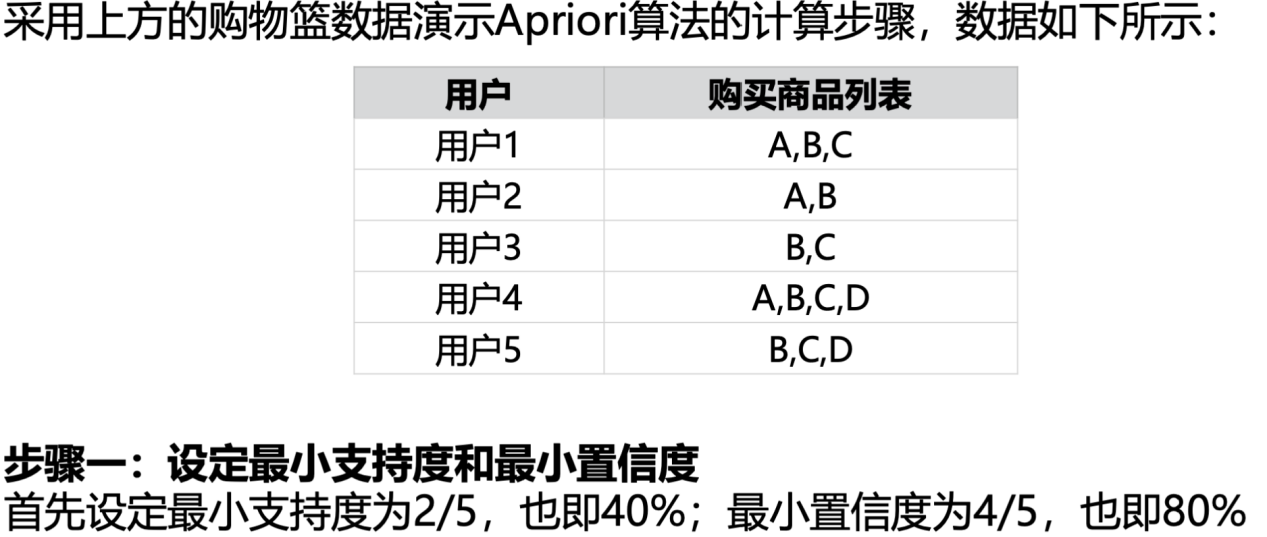 采用上方的购物篮数据演示Apriori算法的计算步骤，数据如下所示：
用户 购买商品列表
用户1 A,B,C
用户2 A,B
用户3 B,C
用户4 A,B,C,D
用户5 B,C,D
步骤一：设定最小支持度和最小置信度
首先设定最小支持度为2/5，也即40%；最小置信度为4/5，也即80%